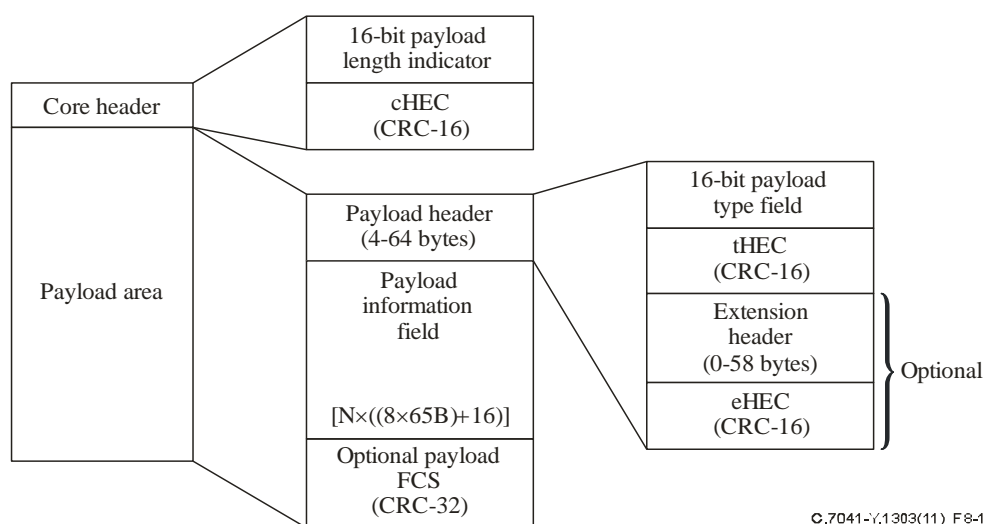 16-bit payload
length indicator
Core header
cHEC
(CRC-16)
16-bit payload
type field
Payload header
(4-64 bytes)
tHEC
(CRC-16)
Payload area
Payload
information
field
Extension
header
(0-58 bytes)
Optional
[N×((8×65B)+16)]
eHEC
(CRC-16)
Optional payload
FCS
(CRC-32)
G.7041-Y.1303(11)_F8-1